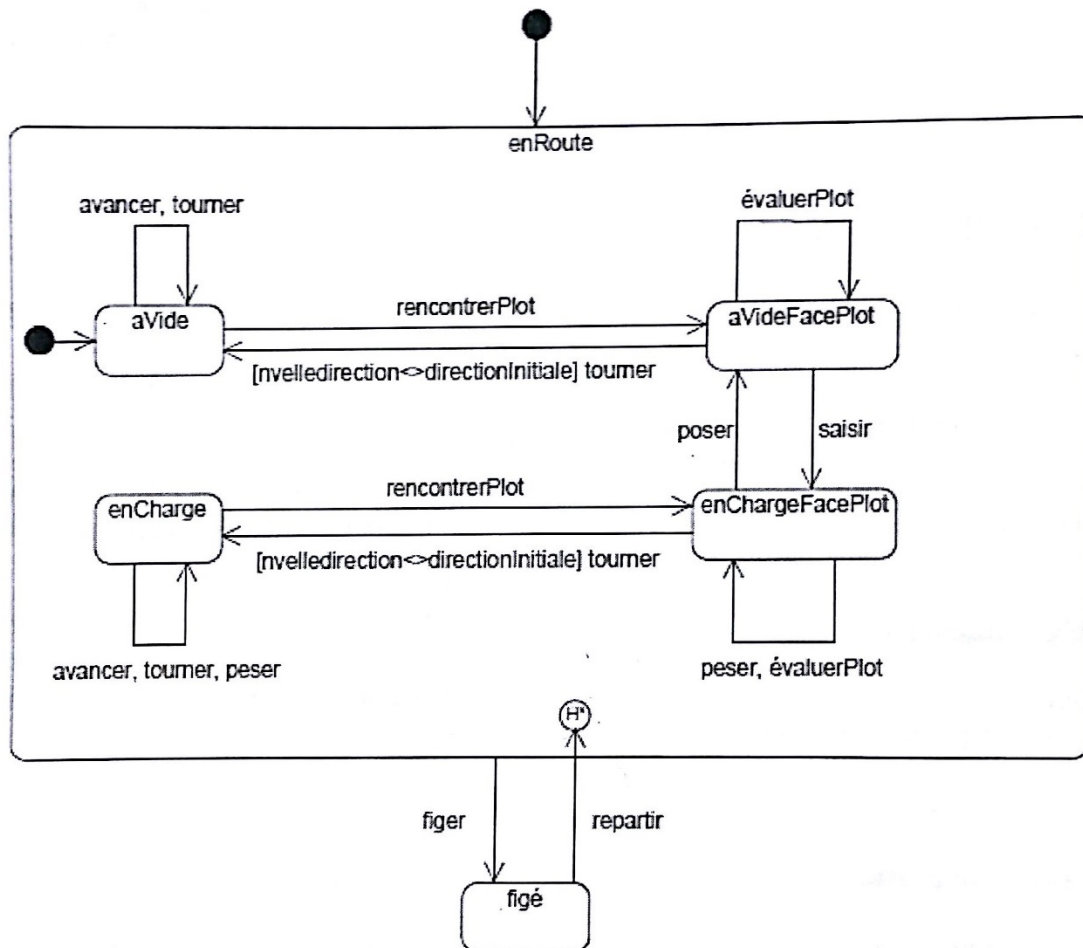 enRoute
avancer, tourner
évaluerPlot
rencontrerPlot
aVide
aVideFacePlot
[nvelledirection<>directionInitiale] tourner
poser
saisir
rencontrerPlot
enCharge
enChargeFacePlot
[nvelledirection<>directionInitiale] tourner
avancer, tourner, peser
peser, évaluerPlot
H*
figer
repartir
figé